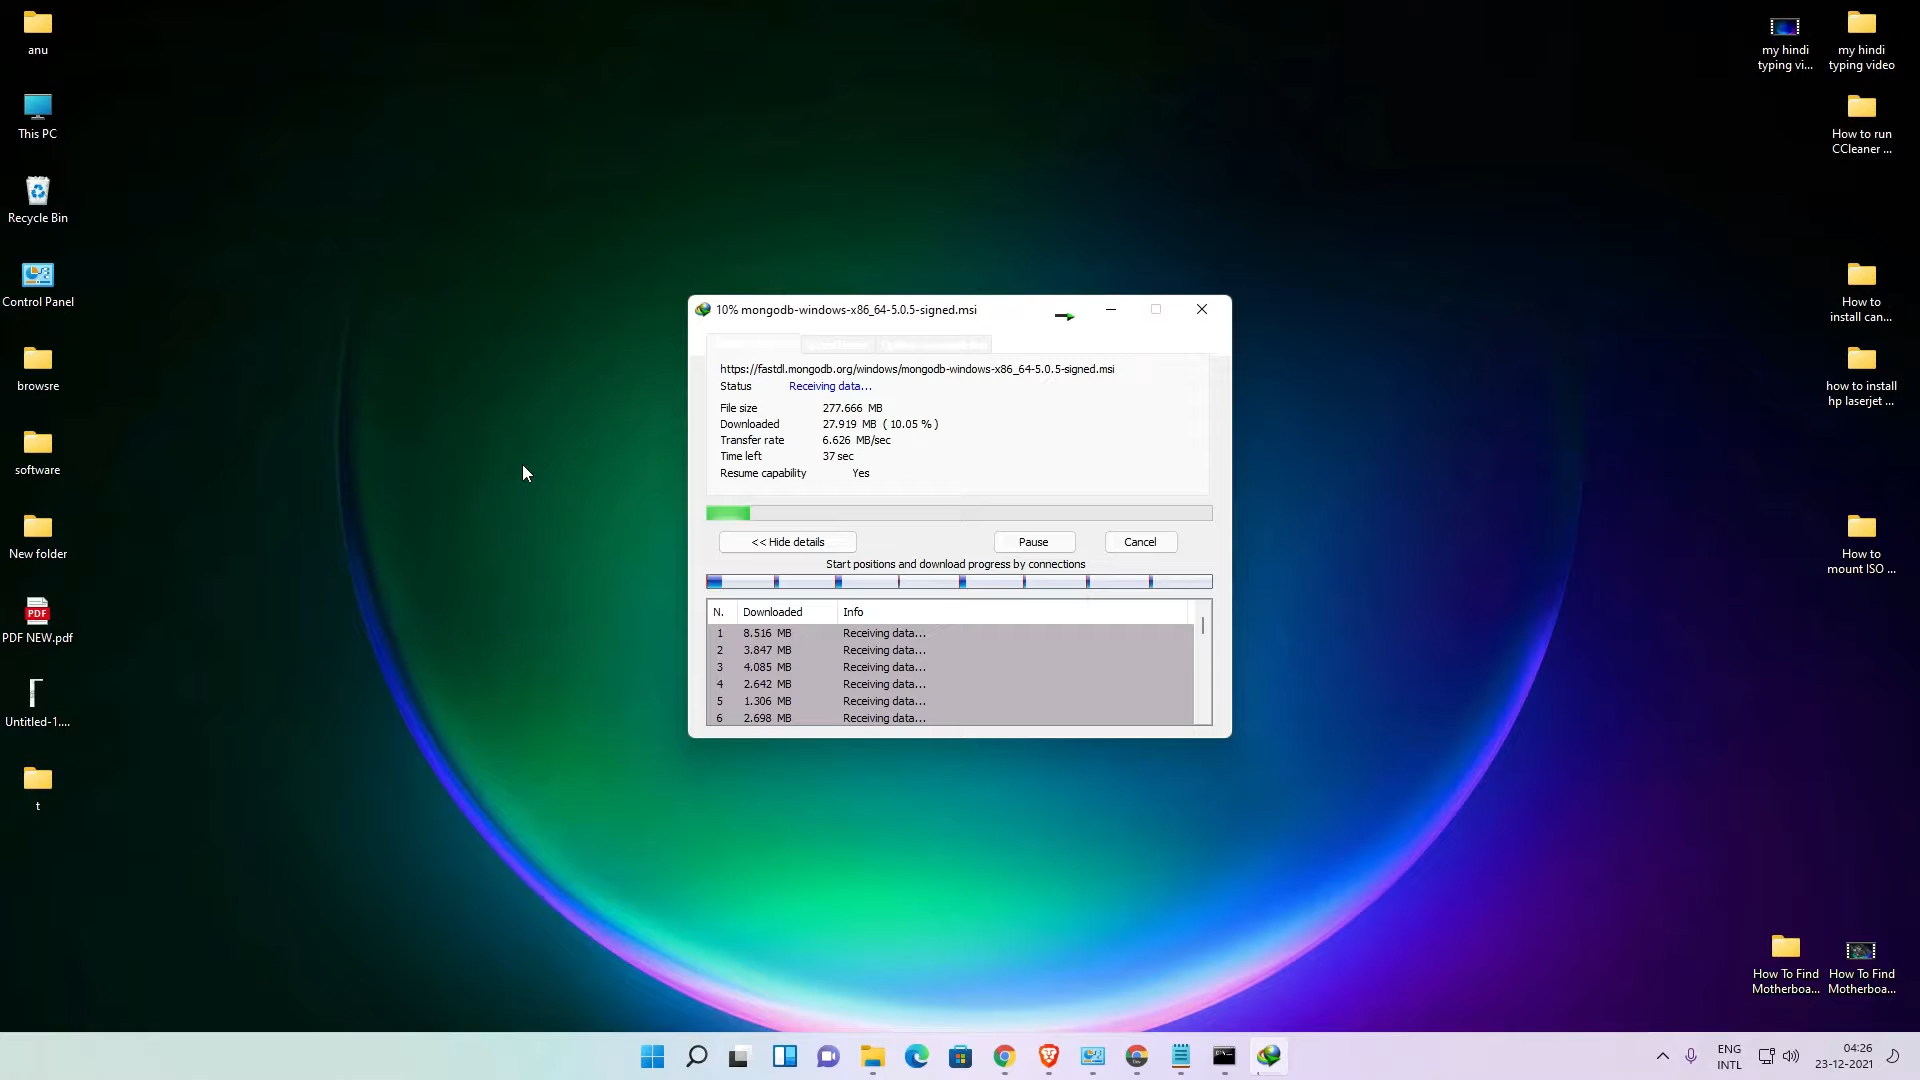 anu
This PC
Recycle Bin
Control Panel
browsre
software
New folder
PDF
PDF NEW.pdf
Untitled-1....
t
10% mongodb-windows-x86_64-5.0.5-signed.msi
https://fastdl.mongodb.org/windows/mongodb-windows-x86_64-5.0.5-signed.msi
Status Receiving data...
File size 277.666 MB
Downloaded 27.919 MB ( 10.05 % )
Transfer rate 6.626 MB/sec
Time left 37 sec
Resume capability Yes
<< Hide details Pause Cancel
Start positions and download progress by connections
N. Downloaded Info
1 8.516 MB Receiving data...
2 3.847 MB Receiving data...
3 4.085 MB Receiving data...
4 2.642 MB Receiving data...
5 1.306 MB Receiving data...
6 2.698 MB Receiving data...
my hindi
typing vi...
my hindi
typing video
How to run
CCleaner ...
How to
install can...
how to install
hp laserjet ...
How to
mount ISO ...
How To Find
Motherboa...
How To Find
Motherboa...
ENG
INTL
04:26
23-12-2021